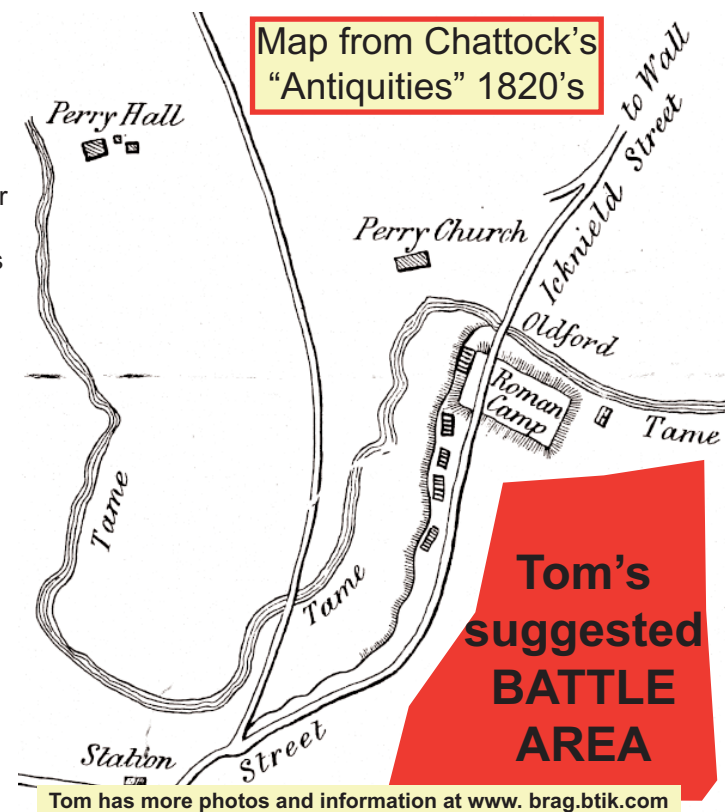 Map from Chattock's
“Antiquities” 1820's
Perry Hall
r
s
to Wall
Icknield Street
Perry Church
Oldford
Roman
Camp
Tame
Tame
Tame
Tom's
suggested
BATTLE
AREA
Station
Street
Tom has more photos and information at www. brag.btik.com